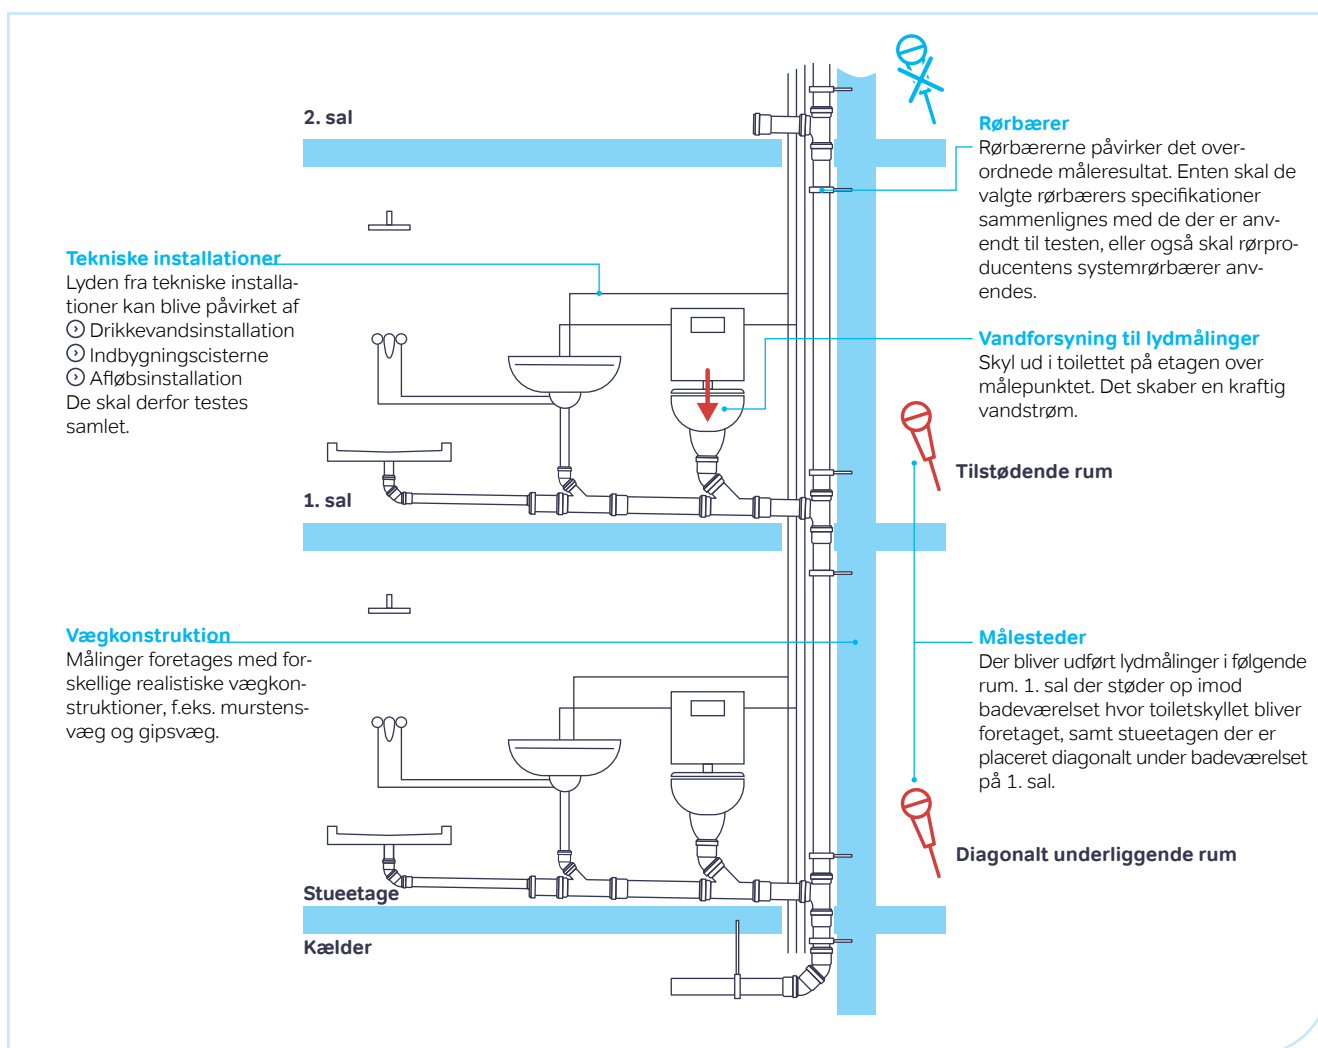 2. sal
Rørbærer
Rørbærerne påvirker det over-
ordnede måleresultat. Enten skal de
valgte rørbærers specifikationer
sammenlignes med de der er anv-
endt til testen, eller også skal rørpro-
ducentens systemrørbærer anv-
endes.
Tekniske installationer
Lyden fra tekniske installa-
tioner kan blive påvirket af
Drikkevandsinstallation
Indbygningscisterne
Afløbsinstallation
De skal derfor testes
samlet.
Vandforsyning til lydmålinger
Skyl ud i toilettet på etagen over
målepunktet. Det skaber en kraftig
vandstrøm.
Tilstødende rum
1. sal
Vægkonstruktion
Målinger foretages med for-
skellige realistiske vægkon-
struktioner, f.eks. murstens-
væg og gipsvæg.
Målesteder
Der bliver udført lydmålinger i følgende
rum. 1. sal der støder op imod
badeværelset hvor toiletskyllet bliver
foretaget, samt stueetagen der er
placeret diagonalt under badeværelset
på 1. sal.
Diagonalt underliggende rum
Stueetage
Kælder